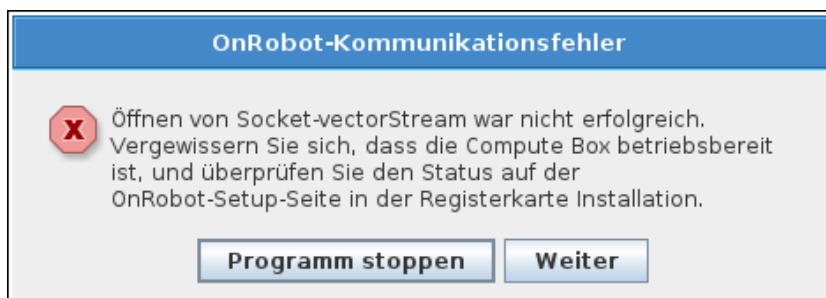 OnRobot-Kommunikationsfehler
Öffnen von Socket-vectorStream war nicht erfolgreich.
Vergewissern Sie sich, dass die Compute Box betriebsbereit
ist, und überprüfen Sie den Status auf der
OnRobot-Setup-Seite in der Registerkarte Installation.
Programm stoppen
Weiter